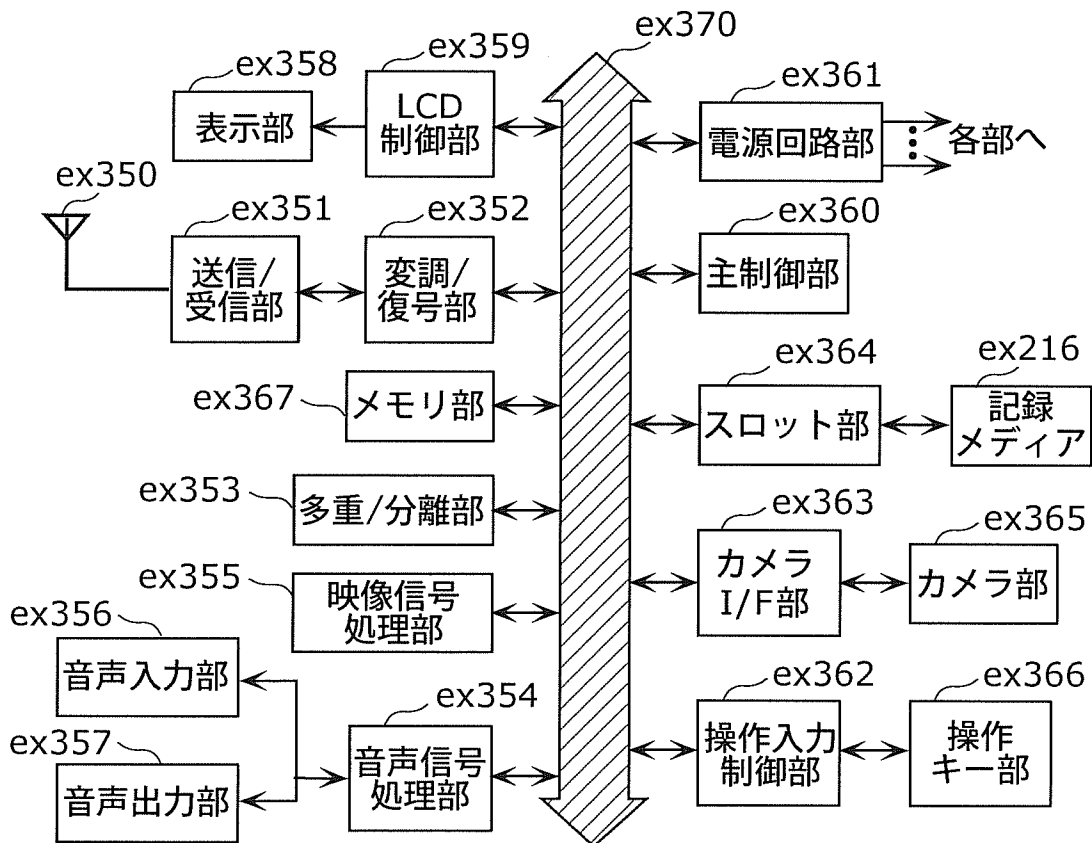 ex370
ex359
ex358
LCD
制御部
表示部
ex361
電源回路部
各部へ
ex350
ex351
ex352
送信/
受信部
変調/
復号部
ex360
主制御部
ex367
メモリ部
ex364
スロット部
ex216
記録
メディア
ex353
多重/分離部
ex363
カメラ
I/F部
ex365
カメラ部
ex355
映像信号
処理部
ex356
音声入力部
ex354
音声信号
処理部
ex357
音声出力部
ex362
操作入力
制御部
ex366
操作
キー部